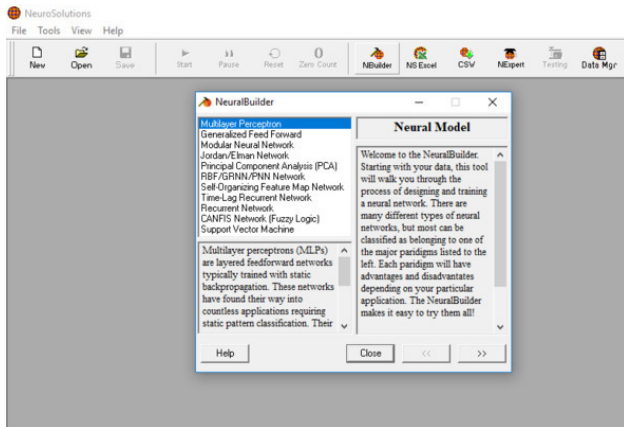 NeuroSolutions
File Tools View Help
New Open Save Start Pause Reset Zero Count NBuilder NS Excel CSW NExpert Testing Data Mgr
NeuralBuilder
Multilayer Perceptron
Generalized Feed Forward
Modular Neural Network
Jordan/Elman Network
Principal Component Analysis (PCA)
RBF/GRNN/PNN Network
Self-Organizing Feature Map Network
Time-Lag Recurrent Network
Recurrent Network
CANFIS Network (Fuzzy Logic)
Support Vector Machine
Multilayer perceptrons (MLPs)
are layered feedforward networks
typically trained with static
backpropagation. These networks
have found their way into
countless applications requiring
static pattern classification. Their
Neural Model
Welcome to the NeuralBuilder.
Starting with your data, this tool
will walk you through the
process of designing and training
a neural network. There are
many different types of neural
networks, but most can be
classified as belonging to one of
the major paridigms listed to the
left. Each paridigm will have
advantages and disadvantates
depending on your particular
application. The NeuralBuilder
makes it easy to try them all!
Help Close << >>